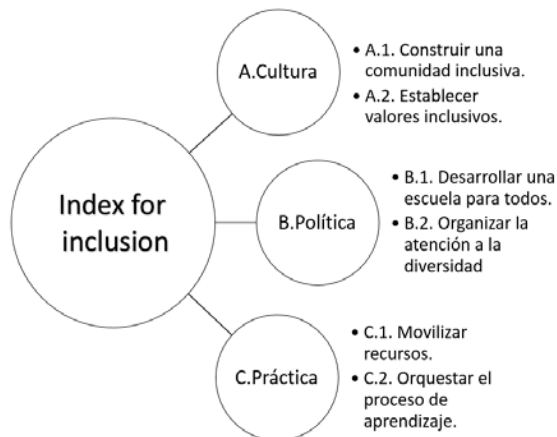 Index for
inclusion
A.Cultura
• A.1. Construir una
comunidad inclusiva.
• A.2. Establecer
valores inclusivos.
B.Política
• B.1. Desarrollar una
escuela para todos.
• B.2. Organizar la
atención a la
diversidad
C.Práctica
• C.1. Movilizar
recursos.
• C.2. Orquestar el
proceso de
aprendizaje.